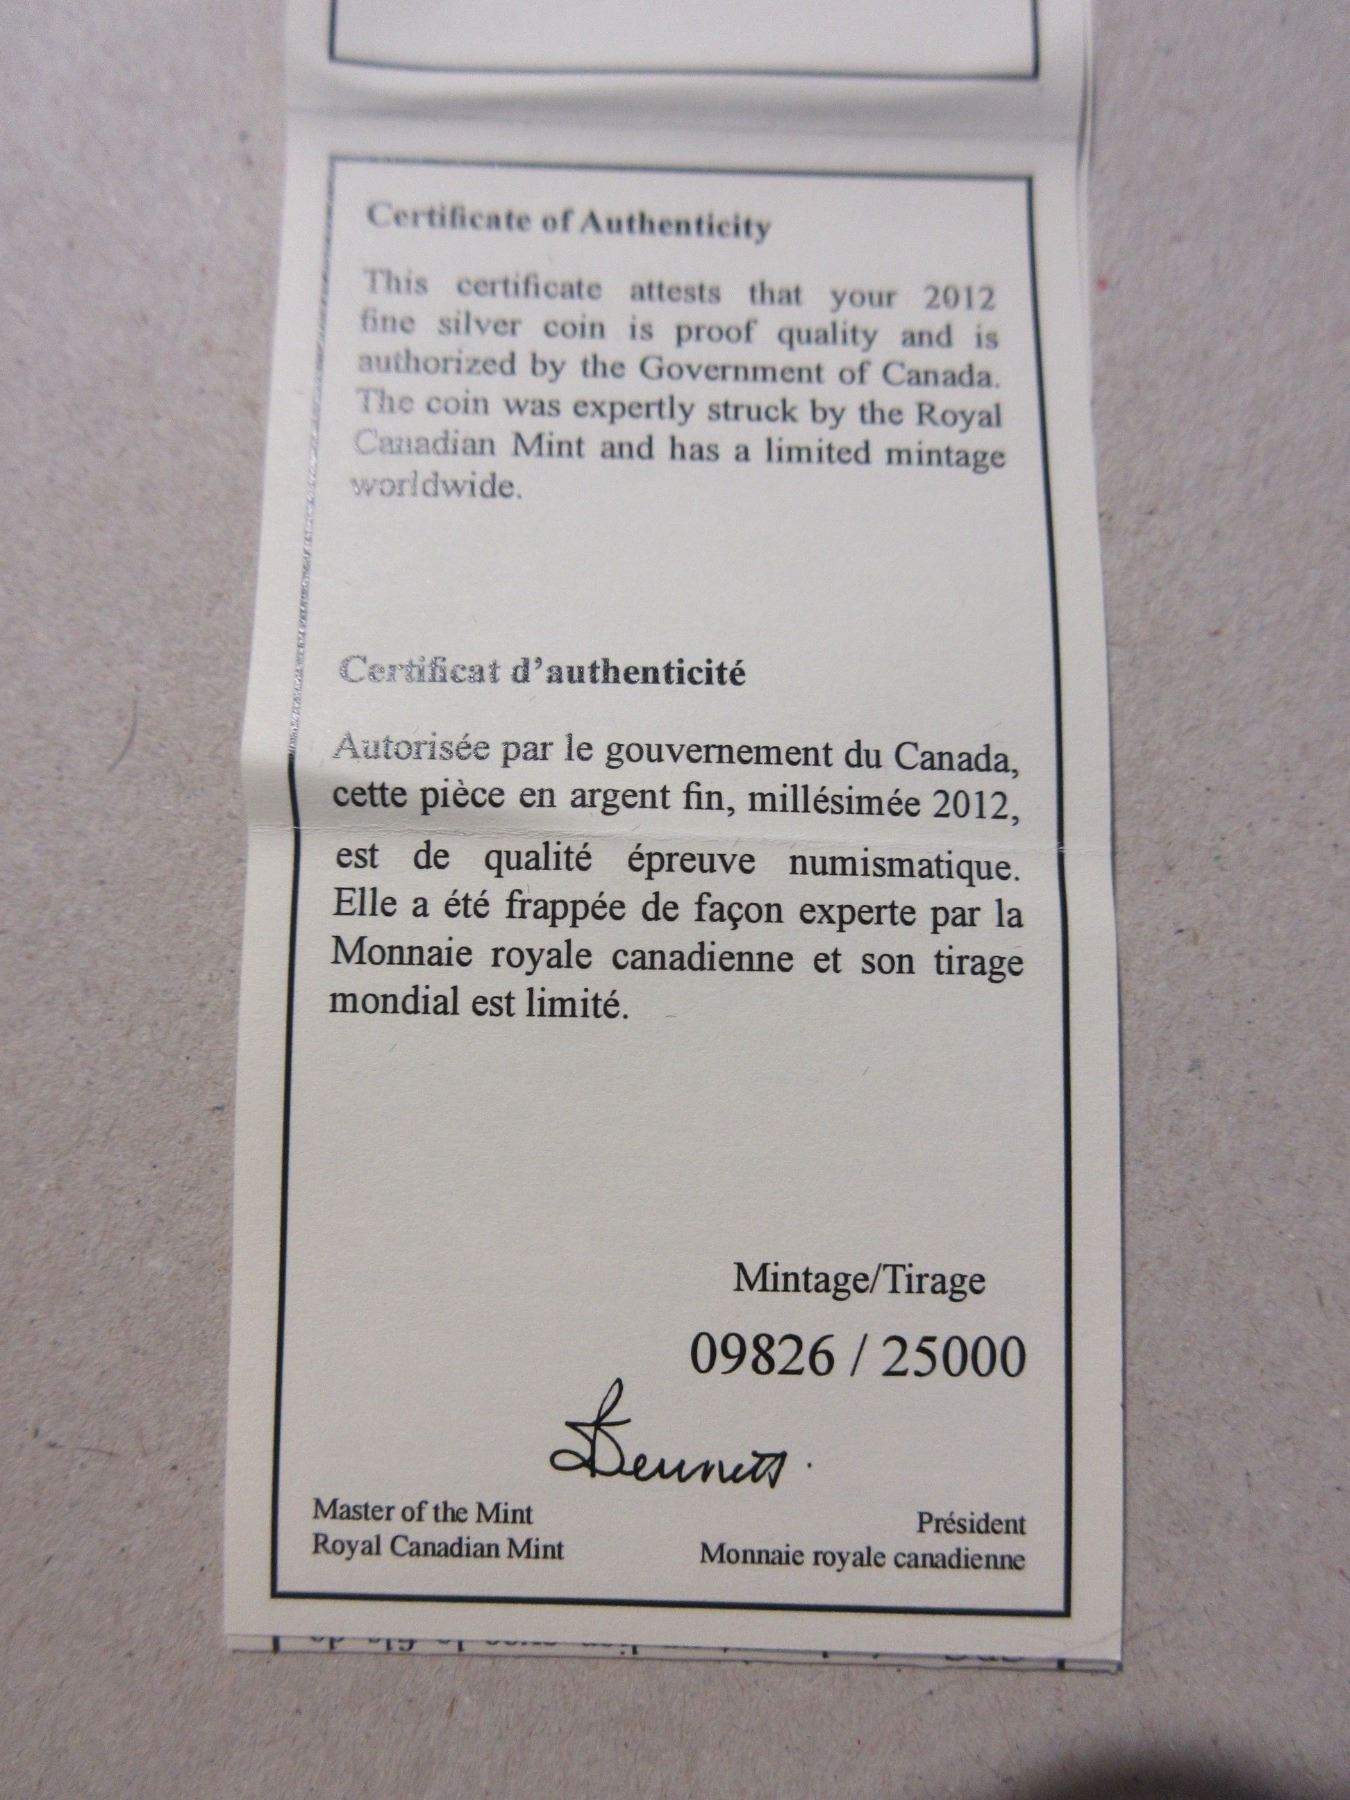 Certificate of Authenticity
This certificate attests that your 2012
fine silver coin is proof quality and is
authorized by the Government of Canada.
The coin was expertly struck by the Royal
Canadian Mint and has a limited mintage
worldwide.
Certificat d’authenticité
Autorisée par le gouvernement du Canada,
cette pièce en argent fin, millésimée 2012,
est de qualité épreuve numismatique.
Elle a été frappée de façon experte par la
Monnaie royale canadienne et son tirage
mondial est limité.
Mintage/Tirage
09826 / 25000
Bennett
Master of the Mint
Royal Canadian Mint
Président
Monnaie royale canadienne